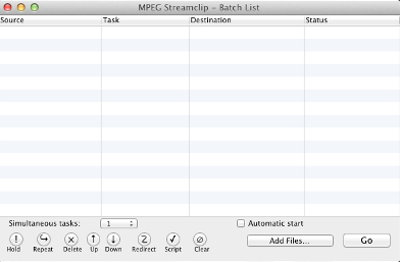 MPEG Streamclip - Batch List
Source Task Destination Status
Simultaneous tasks: 1 Automatic start
Hold Repeat Delete Up Down Redirect Script Clear
Add Files... Go